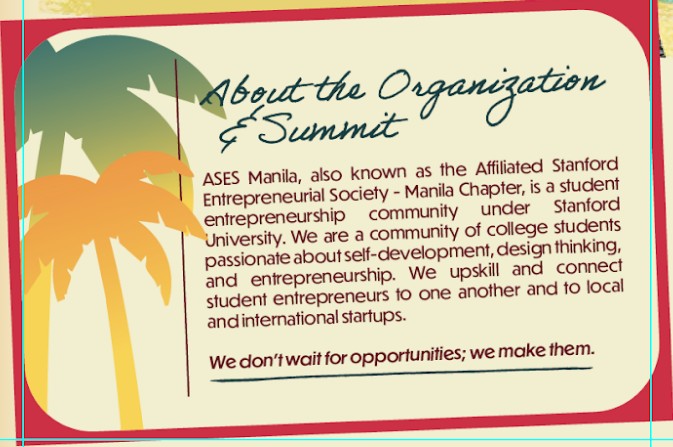 About the Organization
& Summit
ASES Manila, also known as the Affiliated Stanford
Entrepreneurial Society - Manila Chapter, is a student
entrepreneurship community under Stanford
University. We are a community of college students
passionate about self-development, design thinking,
and entrepreneurship. We upskill and connect
student entrepreneurs to one another and to local
and international startups.
We don't wait for opportunities; we make them.